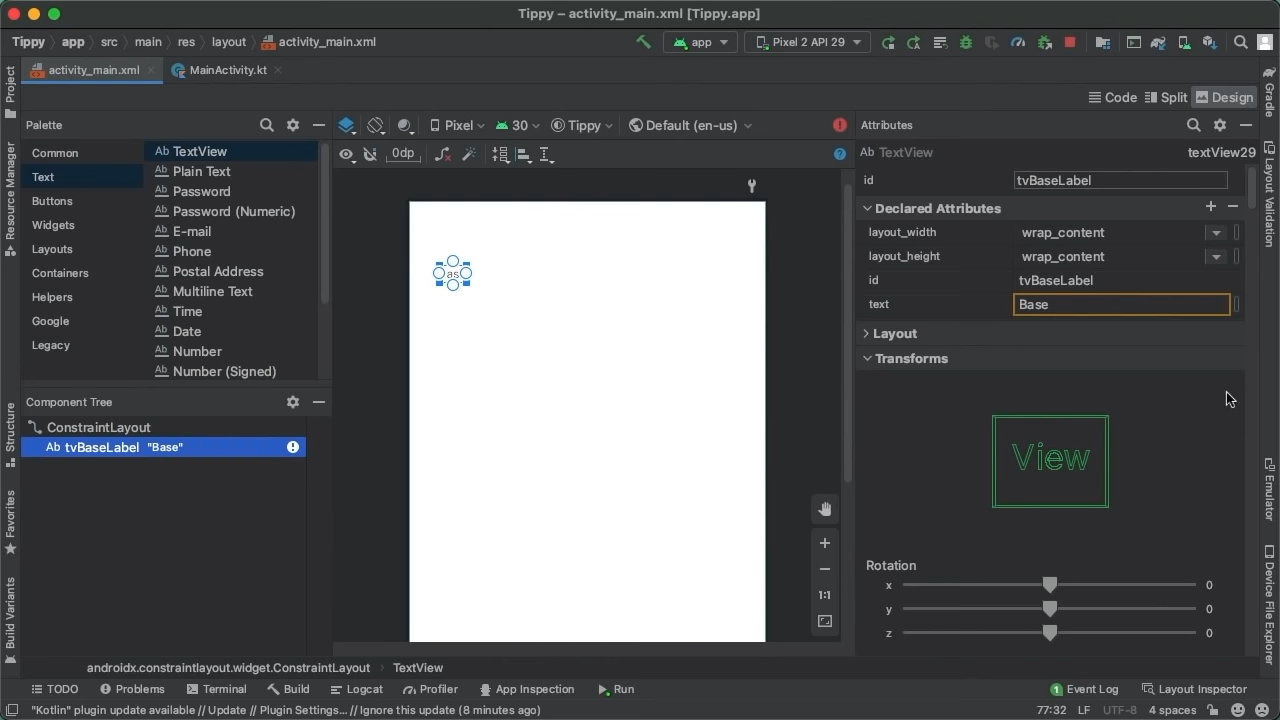 Tippy – activity_main.xml [Tippy.app]
Tippy app src main res layout activity_main.xml app Pixel 2 API 29
activity_main.xml MainActivity.kt
Code Split Design
Palette
Common
Text
Buttons
Widgets
Layouts
Containers
Helpers
Google
Legacy
Ab TextView
Ab Plain Text
Ab Password
Ab Password (Numeric)
Ab E-mail
Ab Phone
Ab Postal Address
Ab Multiline Text
Ab Time
Ab Date
Ab Number
Ab Number (Signed)
Component Tree
ConstraintLayout
Ab tvBaseLabel "Base"
Pixel 30 Tippy Default (en-us)
0dp
as
1:1
Attributes
Ab TextView textView29
id tvBaseLabel
Declared Attributes
layout_width wrap_content
layout_height wrap_content
id tvBaseLabel
text Base
Layout
Transforms
View
Rotation
x 0
y 0
z 0
Project
Resource Manager
Structure
Favorites
Build Variants
Gradle
Layout Validation
Emulator
Device File Explorer
androidx.constraintlayout.widget.ConstraintLayout TextView
TODO Problems Terminal Build Logcat Profiler App Inspection Run 1 Event Log Layout Inspector
"Kotlin" plugin update available // Update // Plugin Settings... // Ignore this update (8 minutes ago) 77:32 LF UTF-8 4 spaces